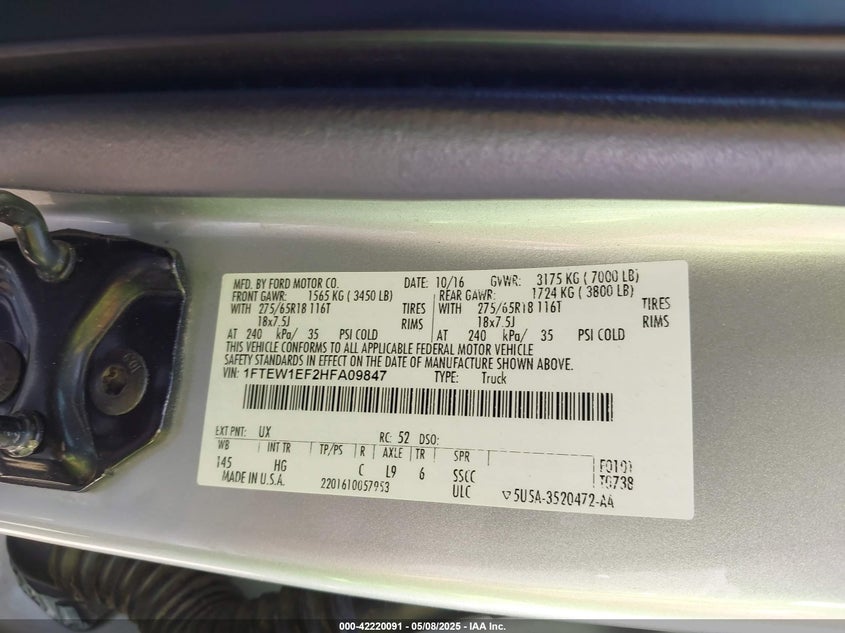 MFD. BY FORD MOTOR CO. DATE: 10/16 GVWR: 3175 KG ( 7000 LB)
FRONT GAWR: 1565 KG ( 3450 LB) REAR GAWR: 1724 KG ( 3800 LB)
WITH 275/65R18 116T TIRES WITH 275/65R18 116T TIRES
18x7.5J RIMS 18x7.5J RIMS
AT 240 kPa/ 35 PSI COLD AT 240 kPa/ 35 PSI COLD
THIS VEHICLE CONFORMS TO ALL APPLICABLE FEDERAL MOTOR VEHICLE
SAFETY STANDARDS IN EFFECT ON THE DATE OF MANUFACTURE SHOWN ABOVE.
VIN: 1FTEW1EF2HFA09847 TYPE: Truck
EXT PNT: UX RC: 52 DSO:
WB INT TR TP/PS R AXLE TR SPR
145 HG C L9 6 SSCC F0101
MADE IN U.S.A. 2201610057953 ULC ▽5USA-3520472-AA T0738
000-42220091 - 05/08/2025 - IAA Inc.